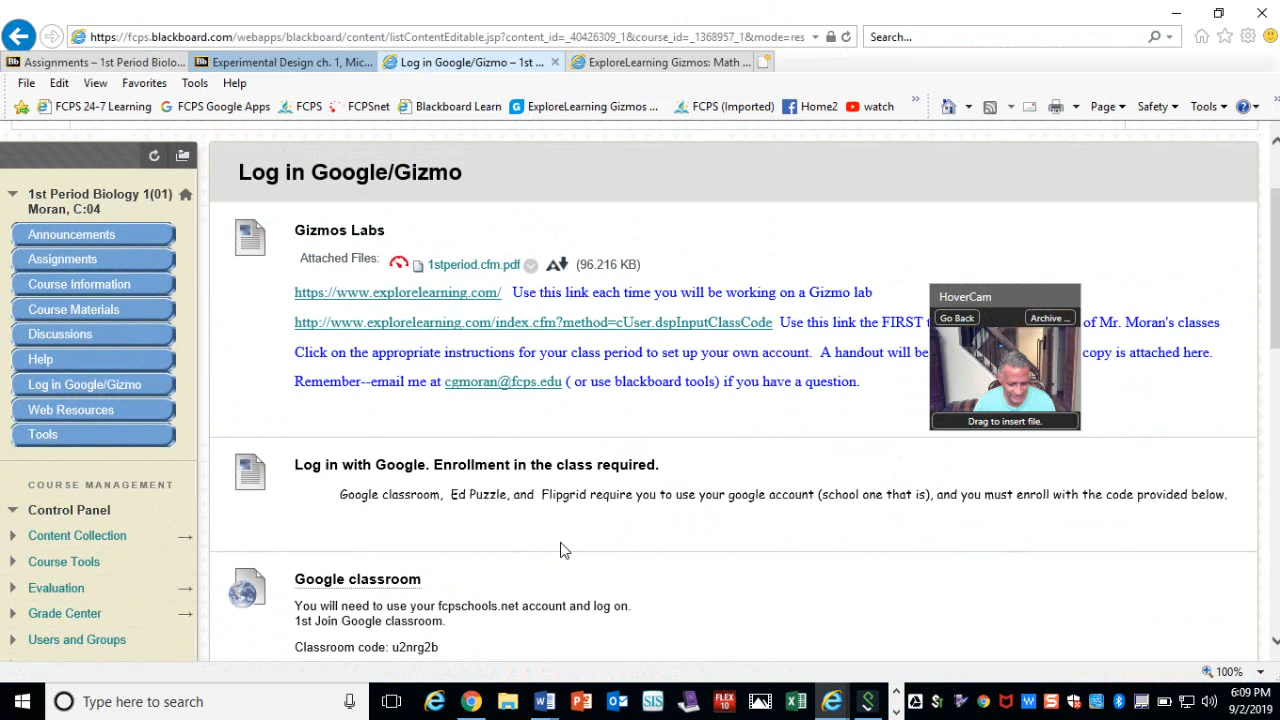 https://fcps.blackboard.com/webapps/blackboard/content/listContentEditable.jsp?content_id=_40426309_1&course_id=_1368957_1&mode=res
Search...
Bb Assignments – 1st Period Biolo...
Bb Experimental Design ch. 1, Mic...
Log in Google/Gizmo – 1st ...
ExploreLearning Gizmos: Math ...
File Edit View Favorites Tools Help
FCPS 24-7 Learning
FCPS Google Apps
FCPS
FCPSnet
Blackboard Learn
ExploreLearning Gizmos ...
FCPS (Imported)
Home2
watch
Page
Safety
Tools
1st Period Biology 1(01)
Moran, C:04
Announcements
Assignments
Course Information
Course Materials
Discussions
Help
Log in Google/Gizmo
Web Resources
Tools
COURSE MANAGEMENT
Control Panel
Content Collection
Course Tools
Evaluation
Grade Center
Users and Groups
Log in Google/Gizmo
Gizmos Labs
Attached Files: 1stperiod.cfm.pdf (96.216 KB)
https://www.explorelearning.com/ Use this link each time you will be working on a Gizmo lab
http://www.explorelearning.com/index.cfm?method=cUser.dspInputClassCode Use this link the FIRST of Mr. Moran's classes
Click on the appropriate instructions for your class period to set up your own account. A handout will be copy is attached here.
Remember--email me at cgmoran@fcps.edu ( or use blackboard tools) if you have a question.
HoverCam
Go Back
Archive ...
Drag to insert file.
Log in with Google. Enrollment in the class required.
Google classroom, Ed Puzzle, and Flipgrid require you to use your google account (school one that is), and you must enroll with the code provided below.
Google classroom
You will need to use your fcpschools.net account and log on.
1st Join Google classroom.
Classroom code: u2nrg2b
100%
Type here to search
SIS
FLEX
10
6:09 PM
9/2/2019